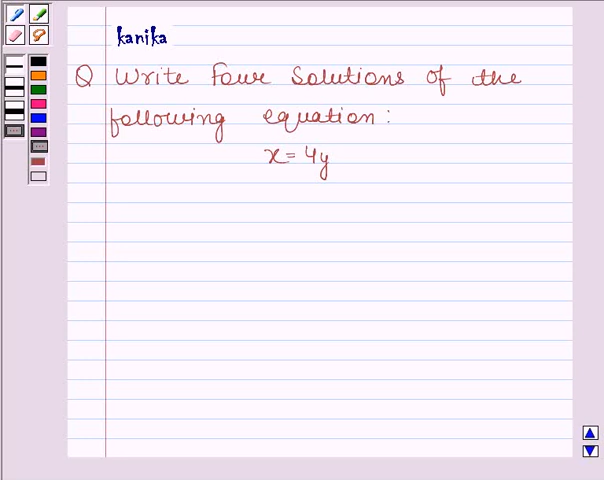 kanika
Q Write Four Solutions of the
following equation:
x = 4y